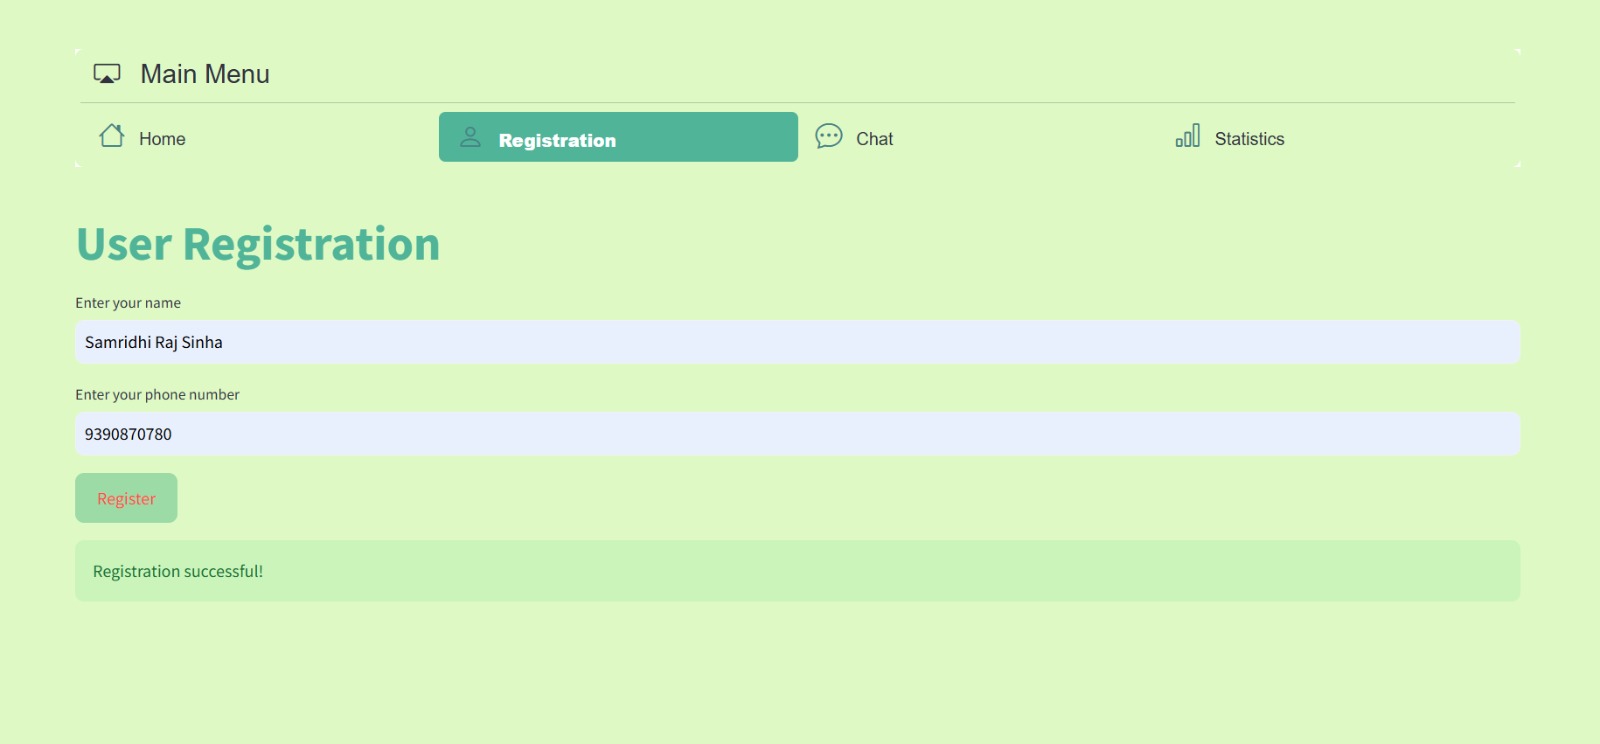 Main Menu
Home Registration Chat Statistics
User Registration
Enter your name
Samridhi Raj Sinha
Enter your phone number
9390870780
Register
Registration successful!